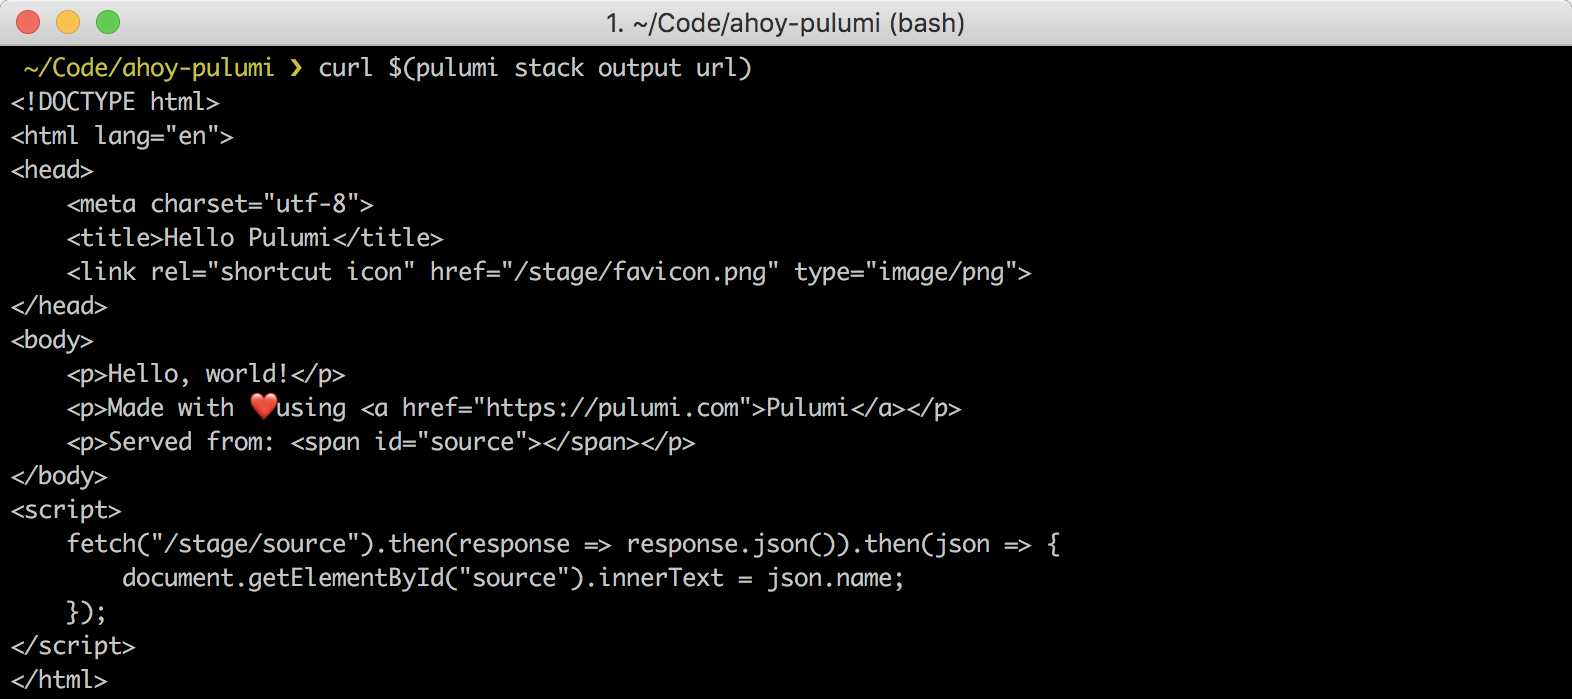 1. ~/Code/ahoy-pulumi (bash)
~/Code/ahoy-pulumi ❯ curl $(pulumi stack output url)
<!DOCTYPE html>
<html lang="en">
<head>
    <meta charset="utf-8">
    <title>Hello Pulumi</title>
    <link rel="shortcut icon" href="/stage/favicon.png" type="image/png">
</head>
<body>
    <p>Hello, world!</p>
    <p>Made with ❤️using <a href="https://pulumi.com">Pulumi</a></p>
    <p>Served from: <span id="source"></span></p>
</body>
<script>
    fetch("/stage/source").then(response => response.json()).then(json => {
        document.getElementById("source").innerText = json.name;
    });
</script>
</html>